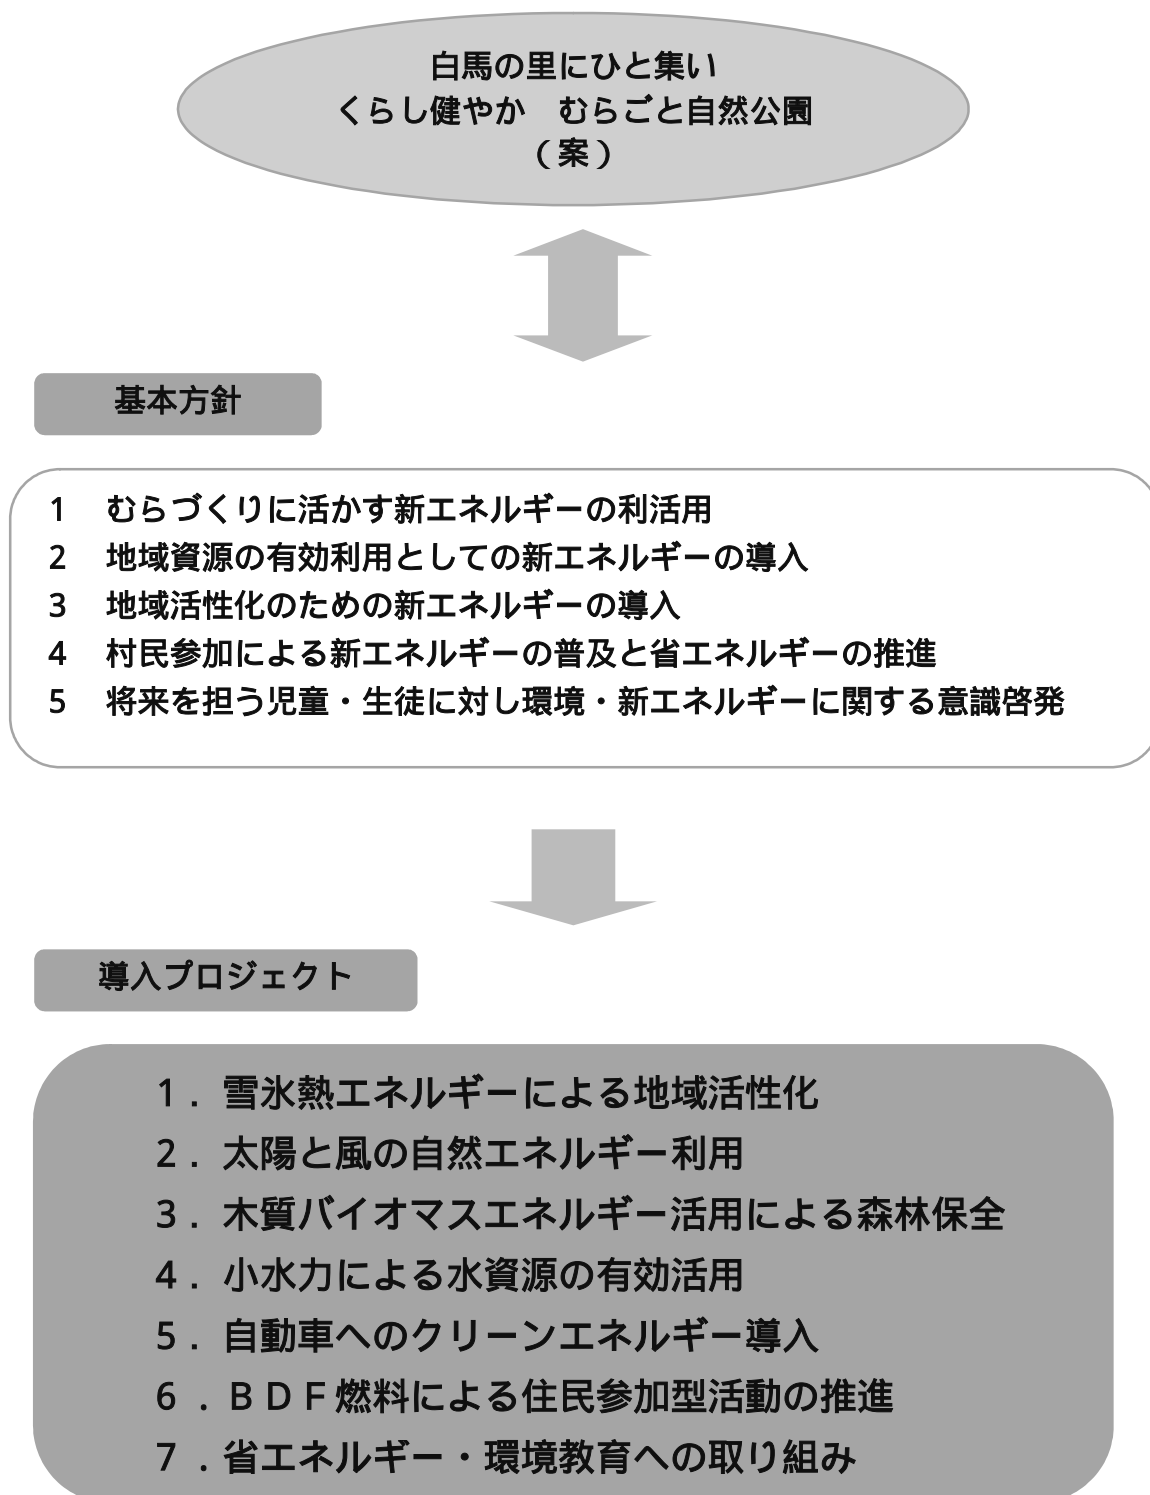 白馬の里にひと集い
くらし健やか　むらごと自然公園
（案）
基本方針
1　むらづくりに活かす新エネルギーの利活用
2　地域資源の有効利用としての新エネルギーの導入
3　地域活性化のための新エネルギーの導入
4　村民参加による新エネルギーの普及と省エネルギーの推進
5　将来を担う児童・生徒に対し環境・新エネルギーに関する意識啓発
導入プロジェクト
1．雪氷熱エネルギーによる地域活性化
2．太陽と風の自然エネルギー利用
3．木質バイオマスエネルギー活用による森林保全
4．小水力による水資源の有効活用
5．自動車へのクリーンエネルギー導入
6．ＢＤＦ燃料による住民参加型活動の推進
7．省エネルギー・環境教育への取り組み